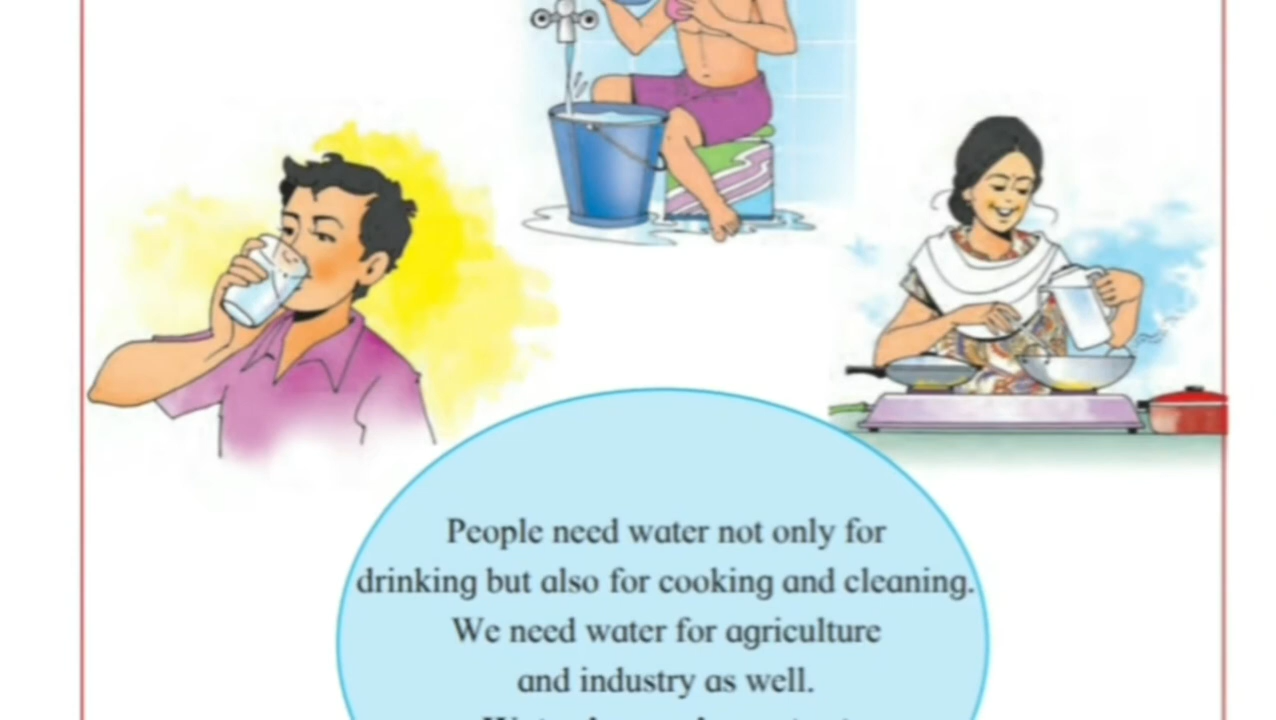 People need water not only for
drinking but also for cooking and cleaning.
We need water for agriculture
and industry as well.